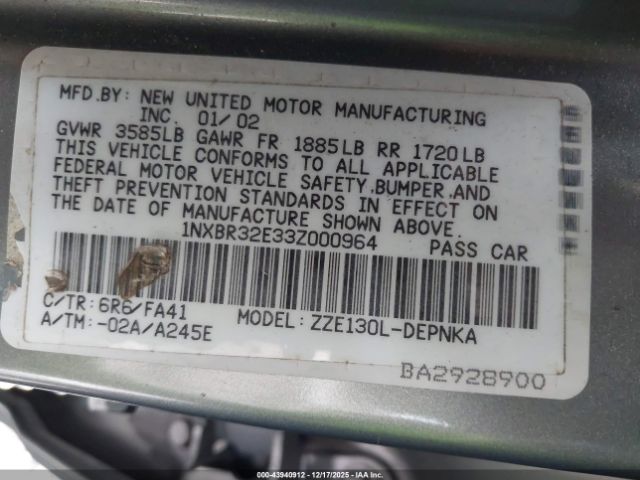 MFD.BY: NEW UNITED MOTOR MANUFACTURING
INC. 01/02
GVWR 3585LB GAWR FR 1885LB RR 1720LB
THIS VEHICLE CONFORMS TO ALL APPLICABLE
FEDERAL MOTOR VEHICLE SAFETY,BUMPER,AND
THEFT PREVENTION STANDARDS IN EFFECT ON
THE DATE OF MANUFACTURE SHOWN ABOVE.
1NXBR32E33Z000964 PASS CAR
C/TR: 6R6/FA41
A/TM: -02A/A245E MODEL: ZZE130L-DEPNKA
BA2928900
000-43940912 - 12/17/2025 - IAAI.com